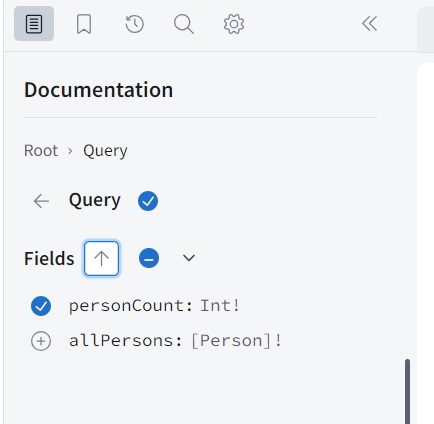 Documentation
Root › Query
Query
Fields
personCount: Int!
allPersons: [Person]!